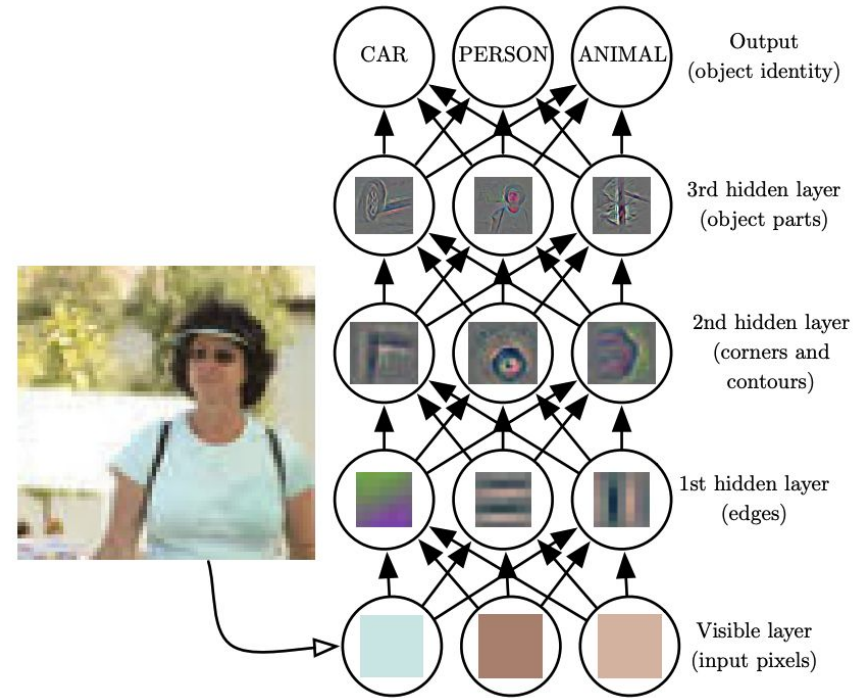 CAR
PERSON
ANIMAL
Output
(object identity)
3rd hidden layer
(object parts)
2nd hidden layer
(corners and
contours)
1st hidden layer
(edges)
Visible layer
(input pixels)